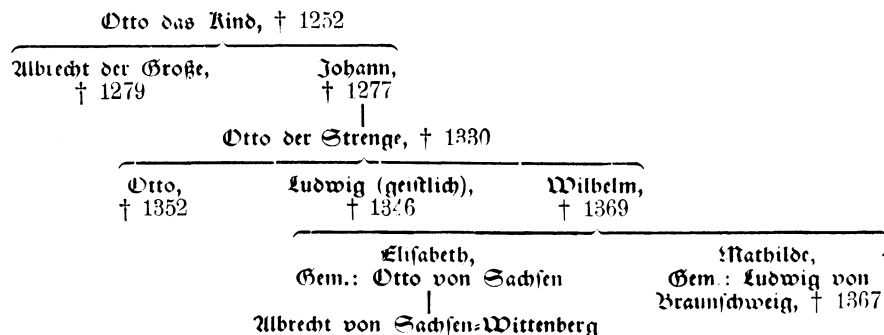 Otto das Kind, † 1252
Albrecht der Große, Johann,
† 1279 † 1277
Otto der Strenge, † 1330
Otto, Ludwig (geiſtlich), Wilhelm,
† 1352 † 1346 † 1369
Eliſabeth, Mathilde,
Gem.: Otto von Sachſen Gem.: Ludwig von
Braunſchweig, † 1367
Albrecht von Sachſen-Wittenberg